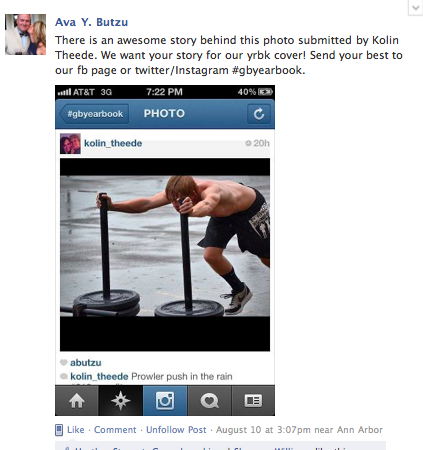 Ava Y. Butzu
There is an awesome story behind this photo submitted by Kolin
Theede. We want your story for our yrbk cover! Send your best to
our fb page or twitter/Instagram #gbyearbook.
AT&T 3G 7:22 PM 40%
#gbyearbook PHOTO
kolin_theede 20h
abutzu
kolin_theede Prowler push in the rain
Like · Comment · Unfollow Post · August 10 at 3:07pm near Ann Arbor